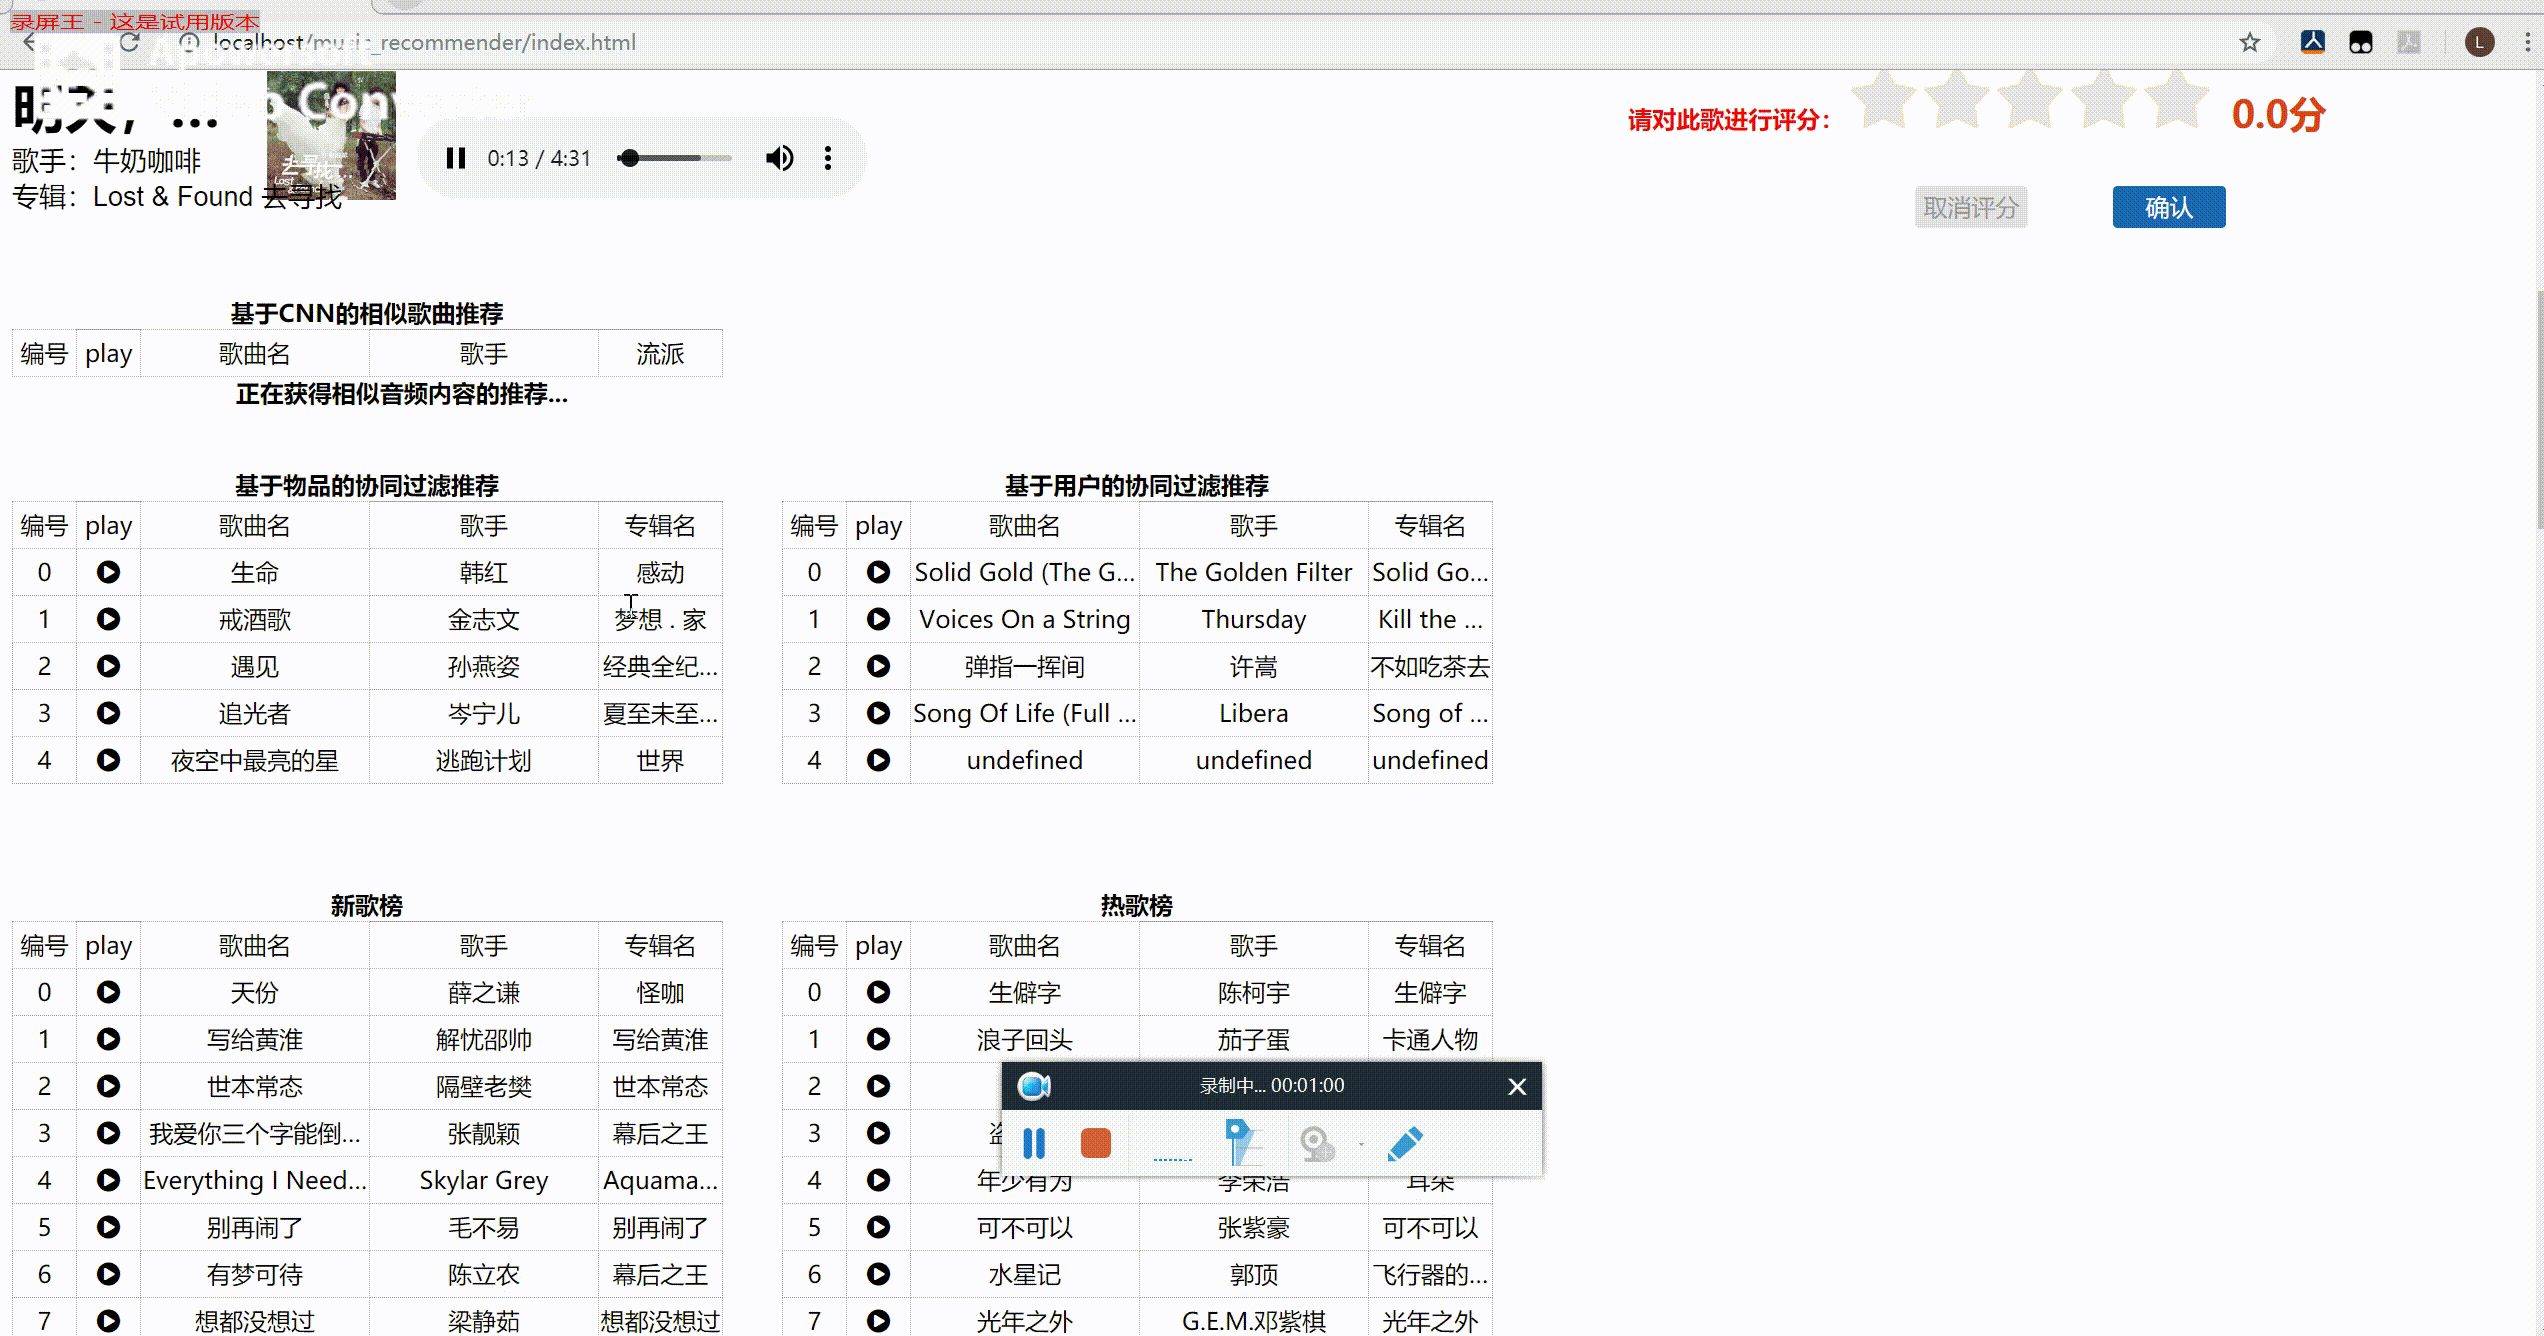 录屏王 - 这是试用版本
localhost/music_recommender/index.html
Apowersoft
Video Converter
L
明天，...
歌手：牛奶咖啡
专辑：Lost & Found 去寻找
去寻找
0:13 / 4:31
请对此歌进行评分：
0.0分
取消评分
确认
基于CNN的相似歌曲推荐
编号 play 歌曲名 歌手 流派
正在获得相似音频内容的推荐...
基于物品的协同过滤推荐
编号 play 歌曲名 歌手 专辑名
0 生命 韩红 感动
1 戒酒歌 金志文 梦想 . 家
2 遇见 孙燕姿 经典全纪...
3 追光者 岑宁儿 夏至未至...
4 夜空中最亮的星 逃跑计划 世界
基于用户的协同过滤推荐
编号 play 歌曲名 歌手 专辑名
0 Solid Gold (The G... The Golden Filter Solid Go...
1 Voices On a String Thursday Kill the ...
2 弹指一挥间 许嵩 不如吃茶去
3 Song Of Life (Full ... Libera Song of ...
4 undefined undefined undefined
新歌榜
编号 play 歌曲名 歌手 专辑名
0 天份 薛之谦 怪咖
1 写给黄淮 解忧邵帅 写给黄淮
2 世本常态 隔壁老樊 世本常态
3 我爱你三个字能倒... 张靓颖 幕后之王
4 Everything I Need... Skylar Grey Aquama...
5 别再闹了 毛不易 别再闹了
6 有梦可待 陈立农 幕后之王
7 想都没想过 梁静茹 想都没想过
热歌榜
编号 play 歌曲名 歌手 专辑名
0 生僻字 陈柯宇 生僻字
1 浪子回头 茄子蛋 卡通人物
2
3
4 年少有为 李荣浩 耳朵
5 可不可以 张紫豪 可不可以
6 水星记 郭顶 飞行器的...
7 光年之外 G.E.M.邓紫棋 光年之外
录制中... 00:01:00